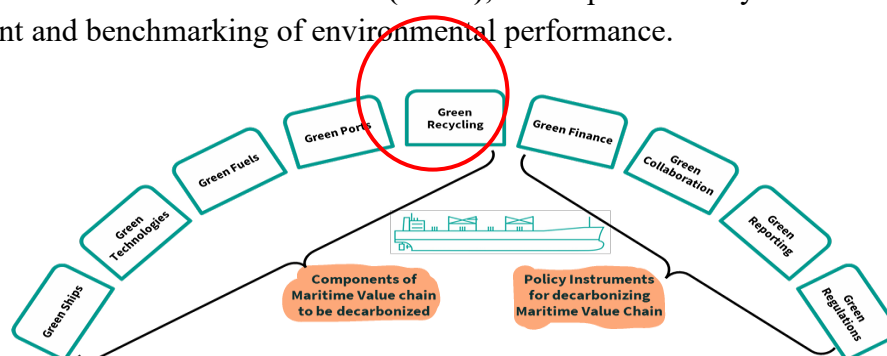 nt and benchmarking of environmental performance.
Green Ships
Green
Technologies
Green Fuels
Green Ports
Green
Recycling
Green Finance
Green
Collaboration
Green
Reporting
Green
Regulations
Components of
Maritime Value chain
to be decarbonized
Policy Instruments
for decarbonizing
Maritime Value Chain